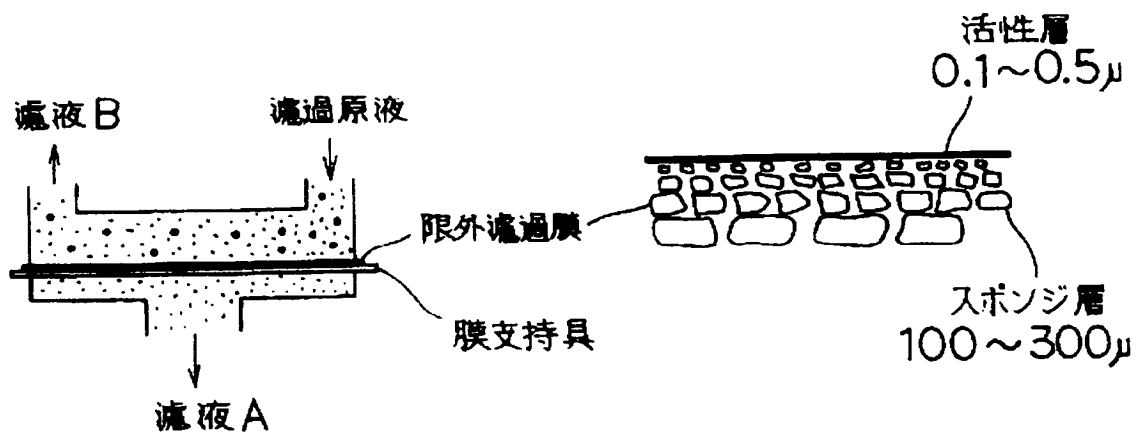 濾液B
濾過原液
限外濾過膜
膜支持具
濾液A
活性層
0.1～0.5μ
スポンジ層
100～300μ